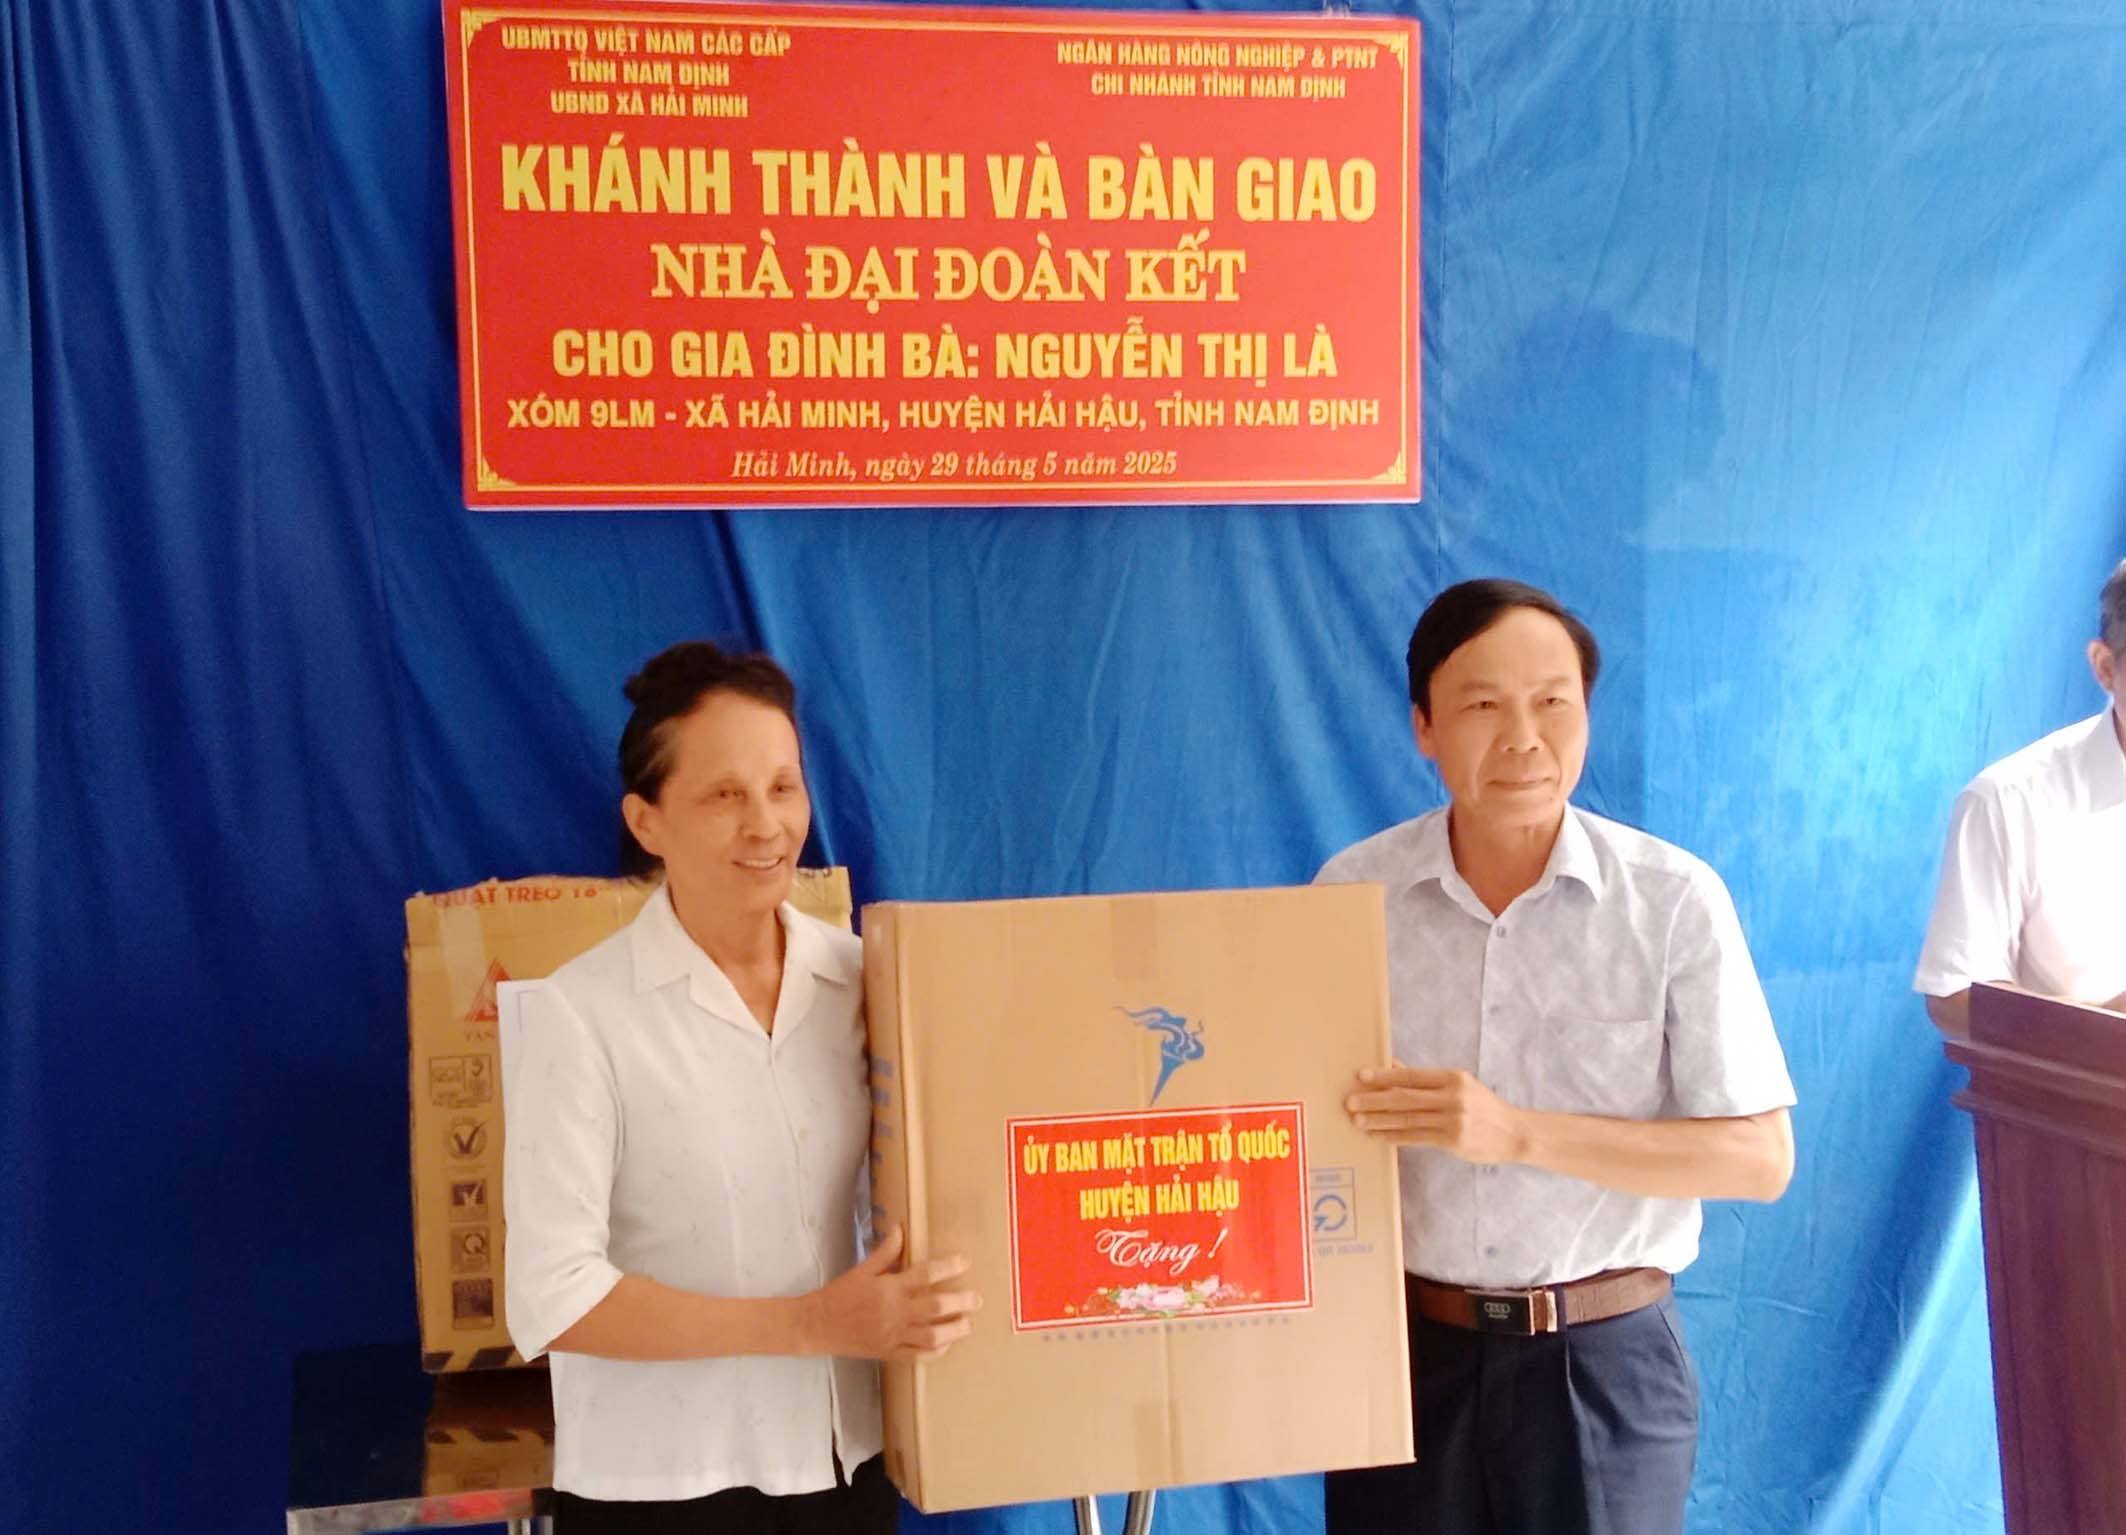 UBMTTQ VIỆT NAM CÁC CẤP
TỈNH NAM ĐỊNH
UBND XÃ HẢI MINH
NGÂN HÀNG NÔNG NGHIỆP & PTNT
CHI NHÁNH TỈNH NAM ĐỊNH
KHÁNH THÀNH VÀ BÀN GIAO
NHÀ ĐẠI ĐOÀN KẾT
CHO GIA ĐÌNH BÀ: NGUYỄN THỊ LÀ
XÓM 9LM - XÃ HẢI MINH, HUYỆN HẢI HẬU, TỈNH NAM ĐỊNH
Hải Minh, ngày 29 tháng 5 năm 2025
QUẠT TREO
ỦY BAN MẶT TRẬN TỔ QUỐC
HUYỆN HẢI HẬU
Tặng !